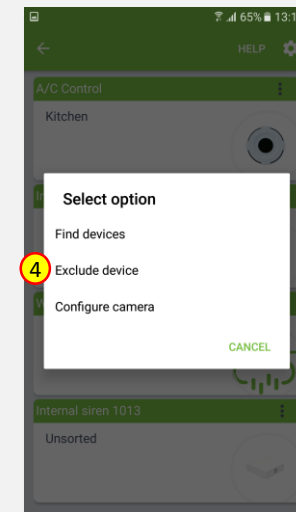 65% 13:1
HELP
A/C Control
Kitchen
Select option
Find devices
4 Exclude device
Configure camera
CANCEL
Internal siren 1013
Unsorted